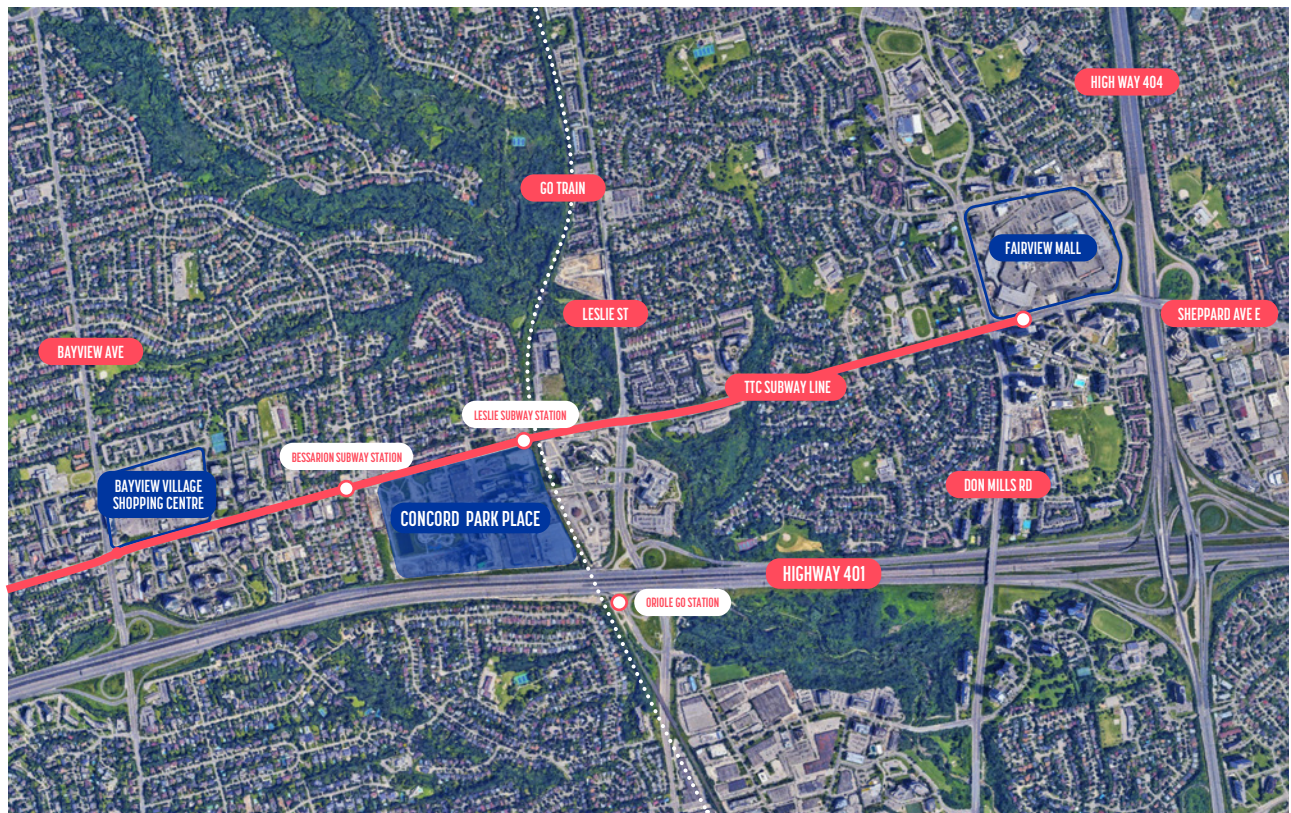 HIGH WAY 404
GO TRAIN
FAIRVIEW MALL
LESLIE ST
SHEPPARD AVE E
BAYVIEW AVE
TTC SUBWAY LINE
LESLIE SUBWAY STATION
BESSARION SUBWAY STATION
BAYVIEW VILLAGE
SHOPPING CENTRE
DON MILLS RD
CONCORD PARK PLACE
HIGHWAY 401
ORIOLE GO STATION